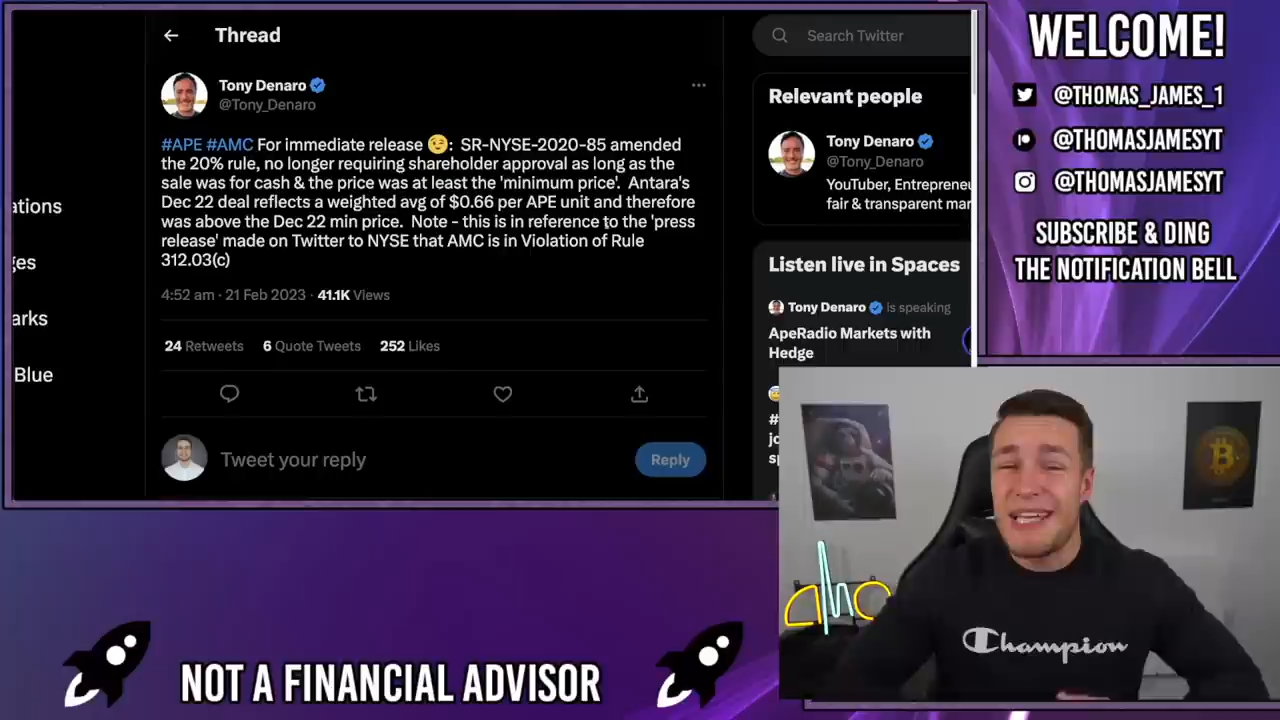 Thread
Tony Denaro
@Tony_Denaro
#APE #AMC For immediate release 😉: SR-NYSE-2020-85 amended
the 20% rule, no longer requiring shareholder approval as long as the
sale was for cash & the price was at least the 'minimum price'. Antara's
Dec 22 deal reflects a weighted avg of $0.66 per APE unit and therefore
was above the Dec 22 min price. Note - this is in reference to the 'press
release' made on Twitter to NYSE that AMC is in Violation of Rule
312.03(c)
4:52 am · 21 Feb 2023 · 41.1K Views
24 Retweets 6 Quote Tweets 252 Likes
Tweet your reply
Reply
ations
ges
arks
Blue
Search Twitter
Relevant people
Tony Denaro
@Tony_Denaro
YouTuber, Entrepreneu
fair & transparent mar
Listen live in Spaces
Tony Denaro is speaking
ApeRadio Markets with
Hedge
#
jo
sp
WELCOME!
@THOMAS_JAMES_1
@THOMASJAMESYT
@THOMASJAMESYT
SUBSCRIBE & DING
THE NOTIFICATION BELL
amc
Champion
NOT A FINANCIAL ADVISOR